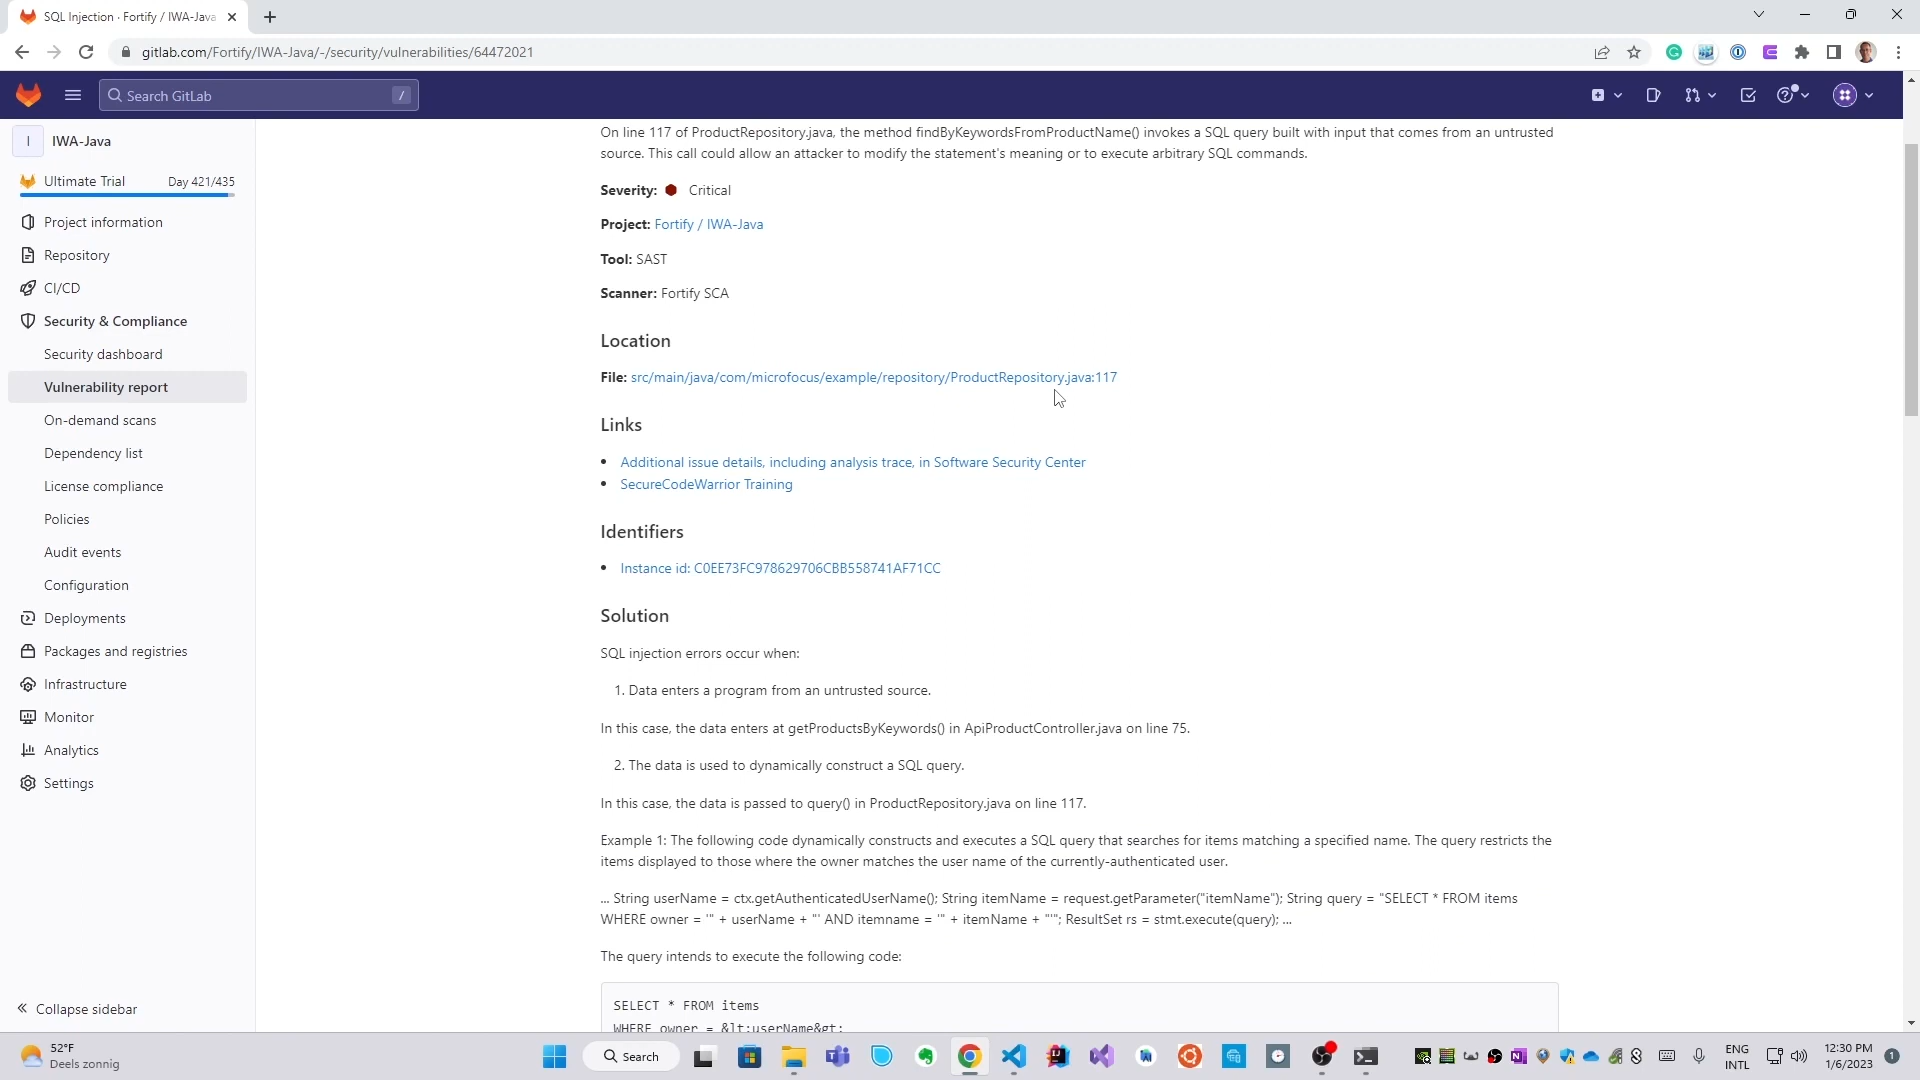 SQL Injection · Fortify / IWA-Java
gitlab.com/Fortify/IWA-Java/-/security/vulnerabilities/64472021
Search GitLab /
I IWA-Java
Ultimate Trial Day 421/435
Project information
Repository
CI/CD
Security & Compliance
Security dashboard
Vulnerability report
On-demand scans
Dependency list
License compliance
Policies
Audit events
Configuration
Deployments
Packages and registries
Infrastructure
Monitor
Analytics
Settings
Collapse sidebar
On line 117 of ProductRepository.java, the method findByKeywordsFromProductName() invokes a SQL query built with input that comes from an untrusted
source. This call could allow an attacker to modify the statement's meaning or to execute arbitrary SQL commands.
Severity: Critical
Project: Fortify / IWA-Java
Tool: SAST
Scanner: Fortify SCA
Location
File: src/main/java/com/microfocus/example/repository/ProductRepository.java:117
Links
• Additional issue details, including analysis trace, in Software Security Center
• SecureCodeWarrior Training
Identifiers
• Instance id: C0EE73FC978629706CBB558741AF71CC
Solution
SQL injection errors occur when:
1. Data enters a program from an untrusted source.
In this case, the data enters at getProductsByKeywords() in ApiProductController.java on line 75.
2. The data is used to dynamically construct a SQL query.
In this case, the data is passed to query() in ProductRepository.java on line 117.
Example 1: The following code dynamically constructs and executes a SQL query that searches for items matching a specified name. The query restricts the
items displayed to those where the owner matches the user name of the currently-authenticated user.
... String userName = ctx.getAuthenticatedUserName(); String itemName = request.getParameter("itemName"); String query = "SELECT * FROM items
WHERE owner = '" + userName + "' AND itemname = '" + itemName + "'"; ResultSet rs = stmt.execute(query); ...
The query intends to execute the following code:
SELECT * FROM items
WHERE owner = &lt;userName&gt;
52°F
Deels zonnig
Search
ENG
INTL
12:30 PM
1/6/2023
1